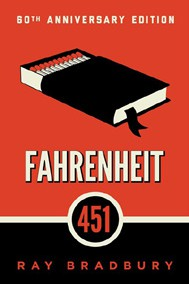 60TH ANNIVERSARY EDITION
FAHRENHEIT
451
RAY BRADBURY